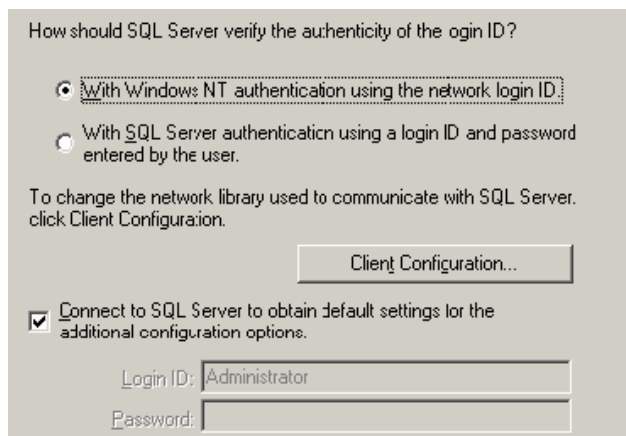 How should SQL Server verify the authenticity of the login ID?
With Windows NT authentication using the network login ID.
With SQL Server authentication using a login ID and password
entered by the user.
To change the network library used to communicate with SQL Server,
click Client Configuration.
Client Configuration...
Connect to SQL Server to obtain default settings for the
additional configuration options.
Login ID: Administrator
Password: